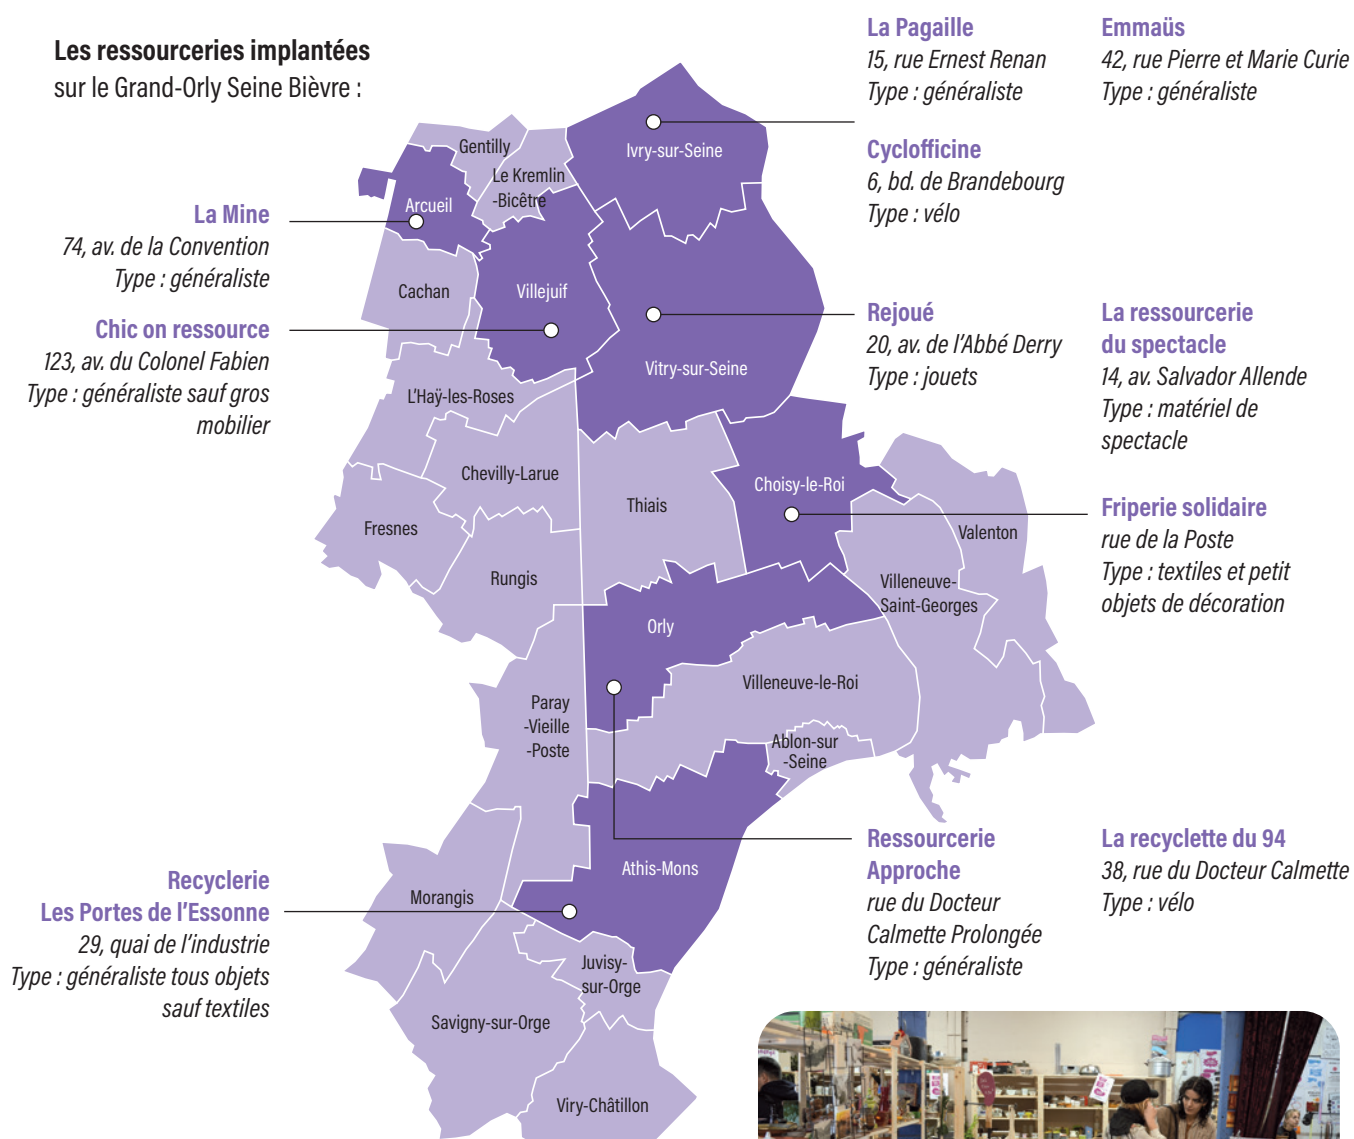 Les ressourceries implantées
sur le Grand-Orly Seine Bièvre :
La Pagaille
15, rue Ernest Renan
Type : généraliste
Emmaüs
42, rue Pierre et Marie Curie
Type : généraliste
Cyclofficine
6, bd. de Brandebourg
Type : vélo
La Mine
74, av. de la Convention
Type : généraliste
Chic on ressource
123, av. du Colonel Fabien
Type : généraliste sauf gros
mobilier
Rejoué
20, av. de l'Abbé Derry
Type : jouets
La ressourcerie
du spectacle
14, av. Salvador Allende
Type : matériel de
spectacle
Friperie solidaire
rue de la Poste
Type : textiles et petit
objets de décoration
Ressourcerie
Approche
rue du Docteur
Calmette Prolongée
Type : généraliste
La recyclette du 94
38, rue du Docteur Calmette
Type : vélo
Recyclerie
Les Portes de l'Essonne
29, quai de l'industrie
Type : généraliste tous objets
sauf textiles
Gentilly
Le Kremlin
-Bicêtre
Ivry-sur-Seine
Arcueil
Cachan
Villejuif
Vitry-sur-Seine
L'Haÿ-les-Roses
Chevilly-Larue
Thiais
Choisy-le-Roi
Fresnes
Rungis
Valenton
Villeneuve-
Saint-Georges
Orly
Villeneuve-le-Roi
Paray
-Vieille
-Poste
Ablon-sur
-Seine
Athis-Mons
Morangis
Juvisy-
sur-Orge
Savigny-sur-Orge
Viry-Châtillon